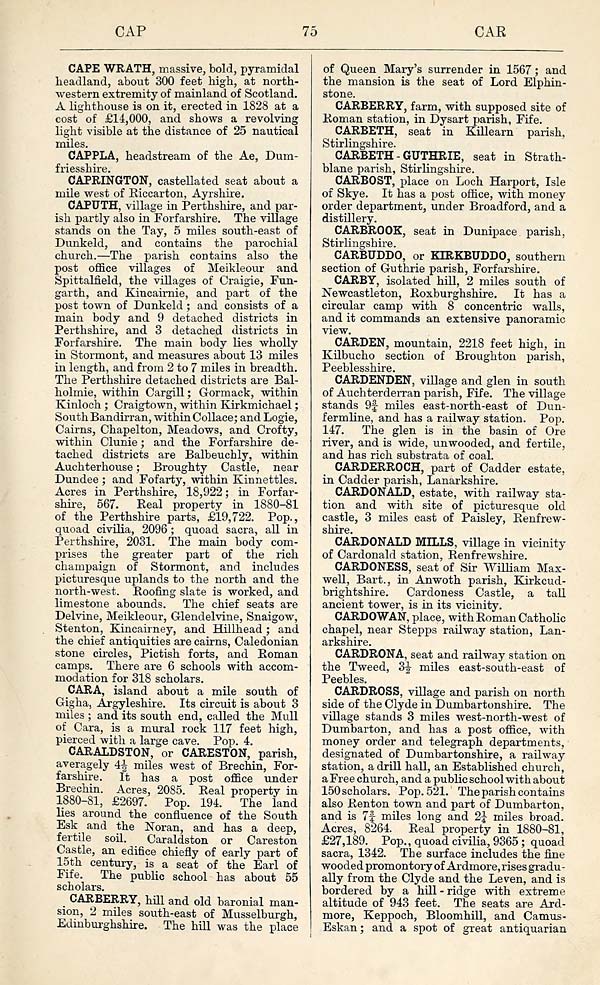 CAP 75 CAR
CAPE WRATH, massive, bold, pyramidal
headland, about 300 feet high, at north-
western extremity of mainland of Scotland.
A lighthouse is on it, erected in 1828 at a
cost of £14,000, and shows a revolving
light visible at the distance of 25 nautical
miles.
CAPPLA, headstream of the Ae, Dum-
friesshire.
CAPRINGTON, castellated seat about a
mile west of Riccarton, Ayrshire.
CAPUTH, village in Perthshire, and par-
ish partly also in Forfarshire. The village
stands on the Tay, 5 miles south-east of
Dunkeld, and contains the parochial
church.—The parish contains also the
post office villages of Meikleour and
Spittalfield, the villages of Craigie, Fun-
garth, and Kincairnie, and part of the
post town of Dunkeld; and consists of a
main body and 9 detached districts in
Perthshire, and 3 detached districts in
Forfarshire. The main body lies wholly
in Stormont, and measures about 13 miles
in length, and from 2 to 7 miles in breadth.
The Perthshire detached districts are Bal-
holmie, within Cargill; Gormack, within
Kinloch; Craigtown, within Kirkmichael;
South Bandirran, within Collace; and Logie,
Cairns, Chapelton, Meadows, and Crofty,
within Clunie; and the Forfarshire de-
tached districts are Balbeuchly, within
Auchterhouse; Broughty Castle, near
Dundee; and Fofarty, within Kinnettles.
Acres in Perthshire, 18,922; in Forfar-
shire, 567. Real property in 1880-81
of the Perthshire parts, £19,722. Pop.,
quoad civilia, 2096; quoad sacra, all in
Perthshire, 2031. The main body com-
prises the greater part of the rich
champaign of Stormont, and includes
picturesque uplands to the north and the
north-west. Roofing slate is worked, and
limestone abounds. The chief seats are
Delvine, Meikleour, Glendelvine, Snaigow,
Stenton, Kincairney, and Hillhead; and
the chief antiquities are cairns, Caledonian
stone circles, Pictish forts, and Roman
camps. There are 6 schools with accom-
modation for 318 scholars.
CARA, island about a mile south of
Gigha, Argyleshire. Its circuit is about 3
miles; and its south end, called the Mull
of Cara, is a mural rock 117 feet high,
pierced with a large cave. Pop. 4.
CARALDSTON, or CARESTON, parish,
averagely 4½ miles west of Brechin, For-
farshire. It has a post office under
Brechin. Acres, 2085. Real property in
1880-81, £2697. Pop. 194. The land
lies around the confluence of the South
Esk and the Noran, and has a deep,
fertile soil. Caraldston or Careston
Castle, an edifice chiefly of early part of
15th century, is a seat of the Earl of
Fife. The public school has about 55
scholars.
CARBERRY, hill and old baronial man-
sion, 2 miles south-east of Musselburgh,
Edinburghshire. The hill was the place
of Queen Mary's surrender in 1567; and
the mansion is the seat of Lord Elphin-
stone.
CARBERRY, farm, with supposed site of
Roman station, in Dysart parish, Fife.
CARBETH, seat in Killearn parish,
Stirlingshire.
CARBETH-GUTHRIE, seat in Strath-
blane parish, Stirlingshire.
CARBOST, place on Loch Harport, Isle
of Skye. It has a post office, with money
order department, under Broadford, and a
distillery.
CARBROOK, seat in Dunipace parish,
Stirlingshire.
CARBUDDO, or KIRKBUDDO, southern
section of Guthrie parish, Forfarshire.
CARBY, isolated hill, 2 miles south of
Newcastleton, Roxburghshire. It has a
circular camp with 8 concentric walls,
and it commands an extensive panoramic
view.
CARDEN, mountain, 2218 feet high, in
Kilbucho section of Broughton parish,
Peeblesshire.
CARDENDEN, village and glen in south
of Auchterderran parish, Fife. The village
stands 9¾ miles east-north-east of Dun-
fermline, and has a railway station. Pop.
147. The glen is in the basin of Ore
river, and is wide, unwooded, and fertile,
and has rich substrata of coal.
CARDERROCH, part of Cadder estate,
in Cadder parish, Lanarkshire.
CARDONALD, estate, with railway sta-
tion and with site of picturesque old
castle, 3 miles east of Paisley, Renfrew-
shire.
CARDONALD MILLS, village in vicinity
of Cardonald station, Renfrewshire.
CARDONESS, seat of Sir William Max-
well, Bart., in Anwoth parish, Kirkcud-
brightshire. Cardoness Castle, a tall
ancient tower, is in its vicinity.
CARDOWAN, place, with Roman Catholic
chapel, near Stepps railway station, Lan-
arkshire.
CARDRONA, seat and railway station on
the Tweed, 3½ miles east-south-east of
Peebles.
CARDROSS, village and parish on north
side of the Clyde in Dumbartonshire. The
village stands 3 miles west-north-west of
Dumbarton, and has a post office, with
money order and telegraph departments,
designated of Dumbartonshire, a railway
station, a drill hall, an Established church,
a Free church, and a public school with about
150 scholars. Pop. 521. The parish contains
also Renton town and part of Dumbarton,
and is 7¾ miles long and 2¼ miles broad.
Acres, 8264. Real property in 1880-81,
£27,189. Pop., quoad civilia, 9365; quoad
sacra, 1342. The surface includes the fine
wooded promontory of Ardmore, rises gradu-
ally from the Clyde and the Leven, and is
bordered by a hill-ridge with extreme
altitude of 943 feet. The seats are Ard-
more, Keppoch, Bloomhill, and Camus-
Eskan; and a spot of great antiquarian